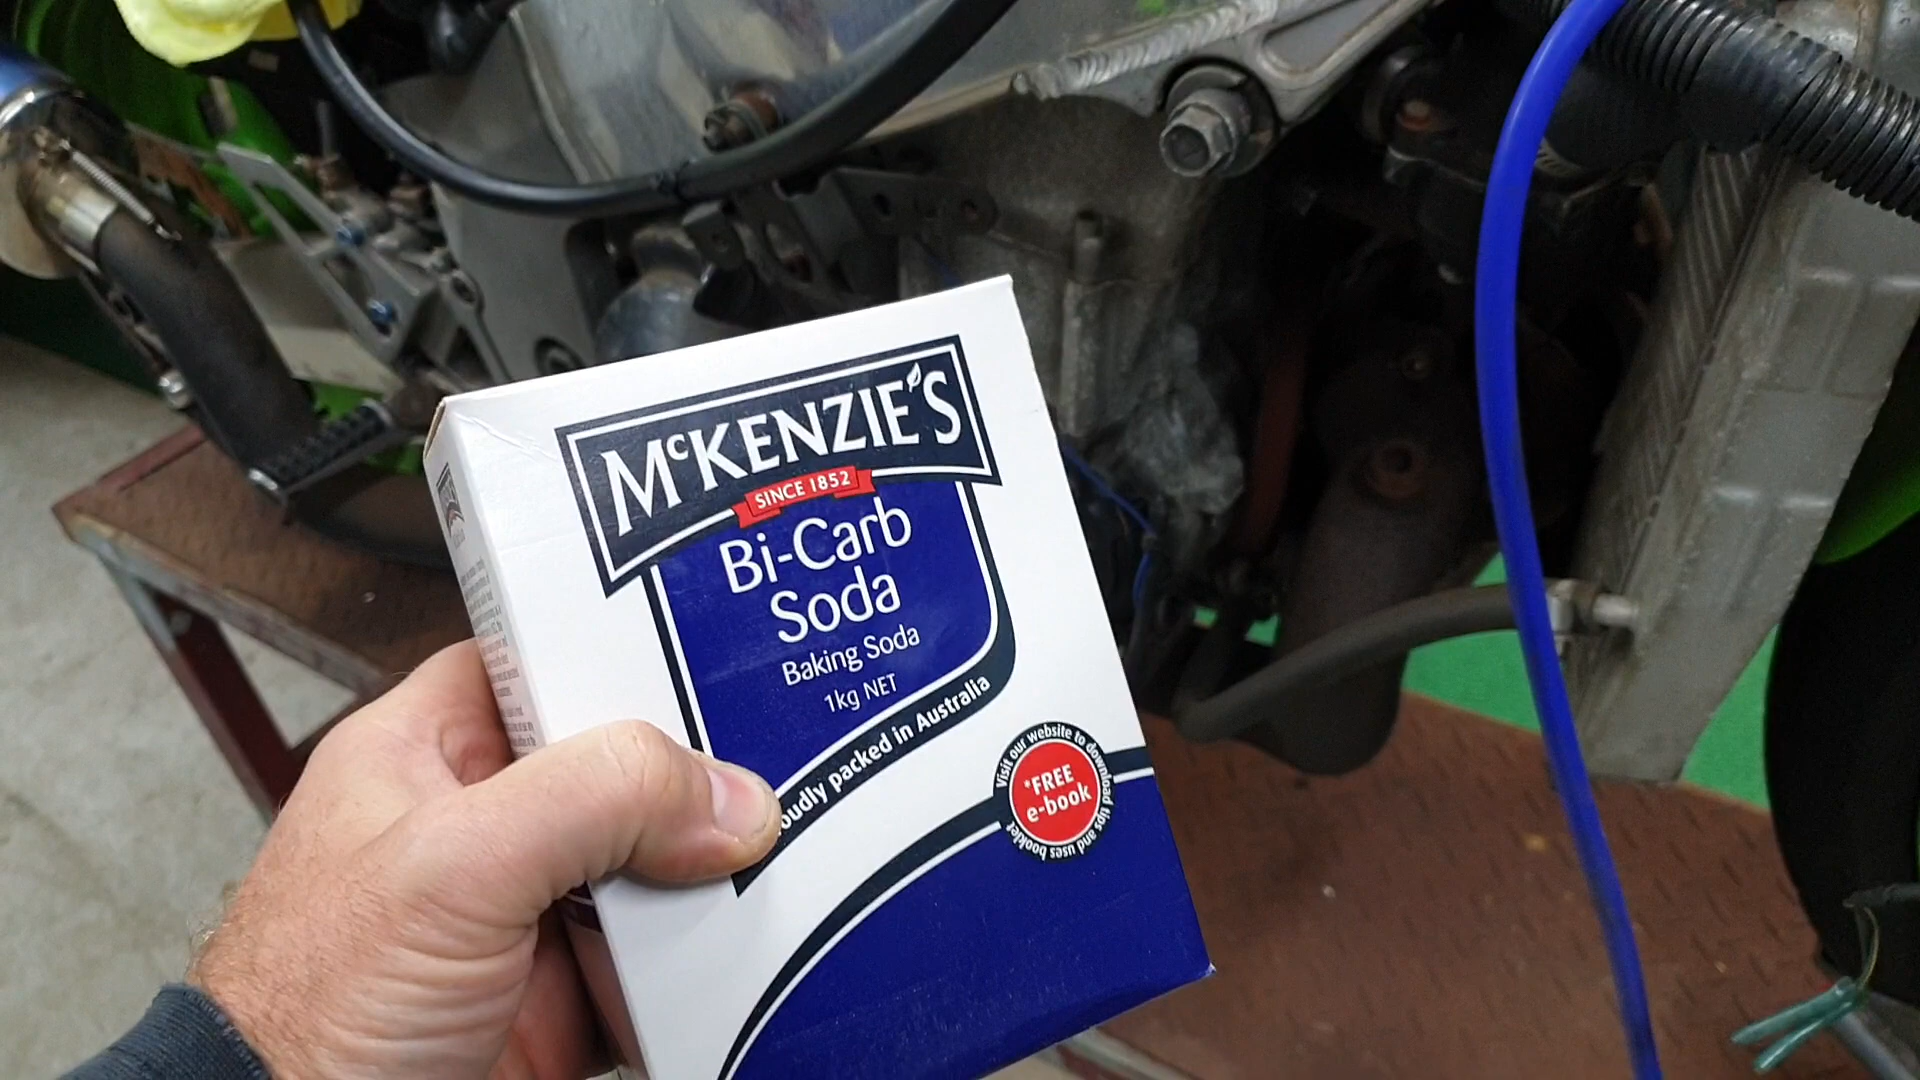 McKENZIE'S
SINCE 1852
Bi-Carb
Soda
Baking Soda
1kg NET
oudly packed in Australia
Visit our website to download tips and uses booklet
*FREE
e-book